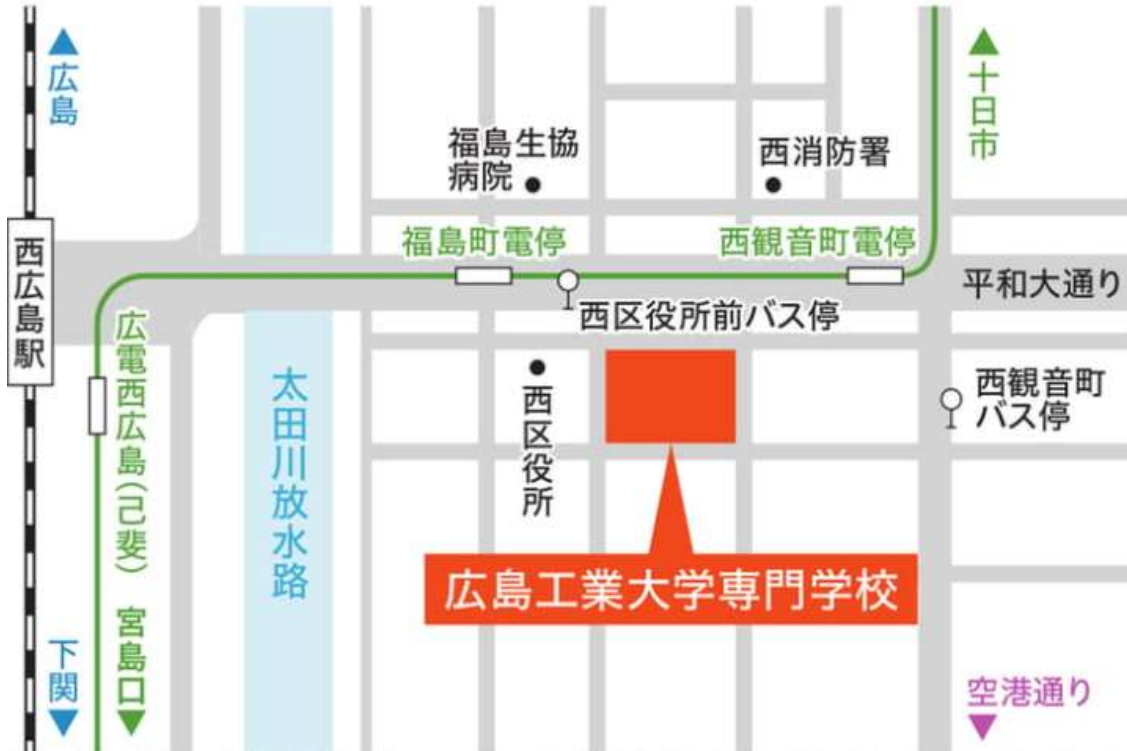 ▲広島
▲十日市
福島生協
病院
西消防署
福島町電停
西観音町電停
西広島駅
平和大通り
西区役所前バス停
広電西広島(己斐)
太田川放水路
西区役所
西観音町
バス停
広島工業大学専門学校
宮島口▼
下関▼
空港通り
▼